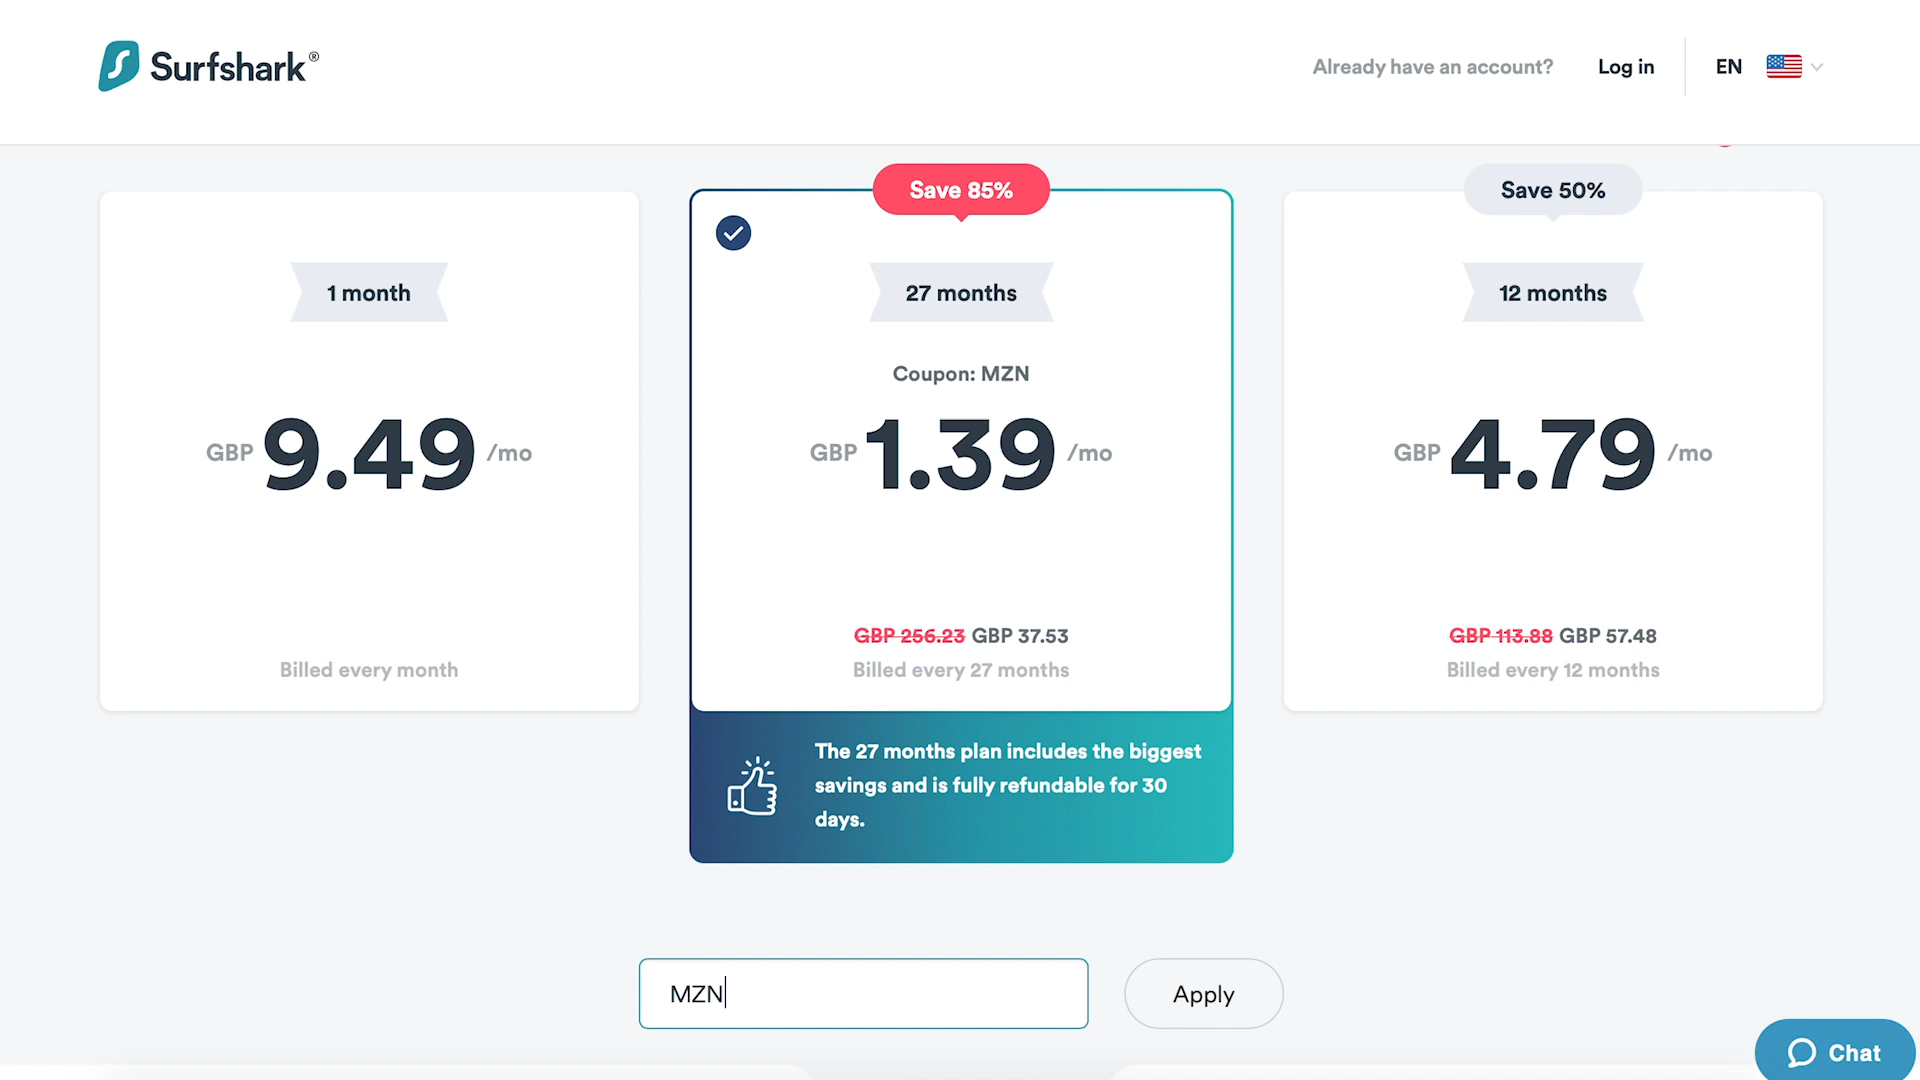 Surfshark®
Already have an account? Log in EN
1 month
GBP 9.49 /mo
Billed every month
Save 85%
27 months
Coupon: MZN
GBP 1.39 /mo
GBP 256.23 GBP 37.53
Billed every 27 months
The 27 months plan includes the biggest
savings and is fully refundable for 30
days.
Save 50%
12 months
GBP 4.79 /mo
GBP 113.88 GBP 57.48
Billed every 12 months
MZN
Apply
Chat